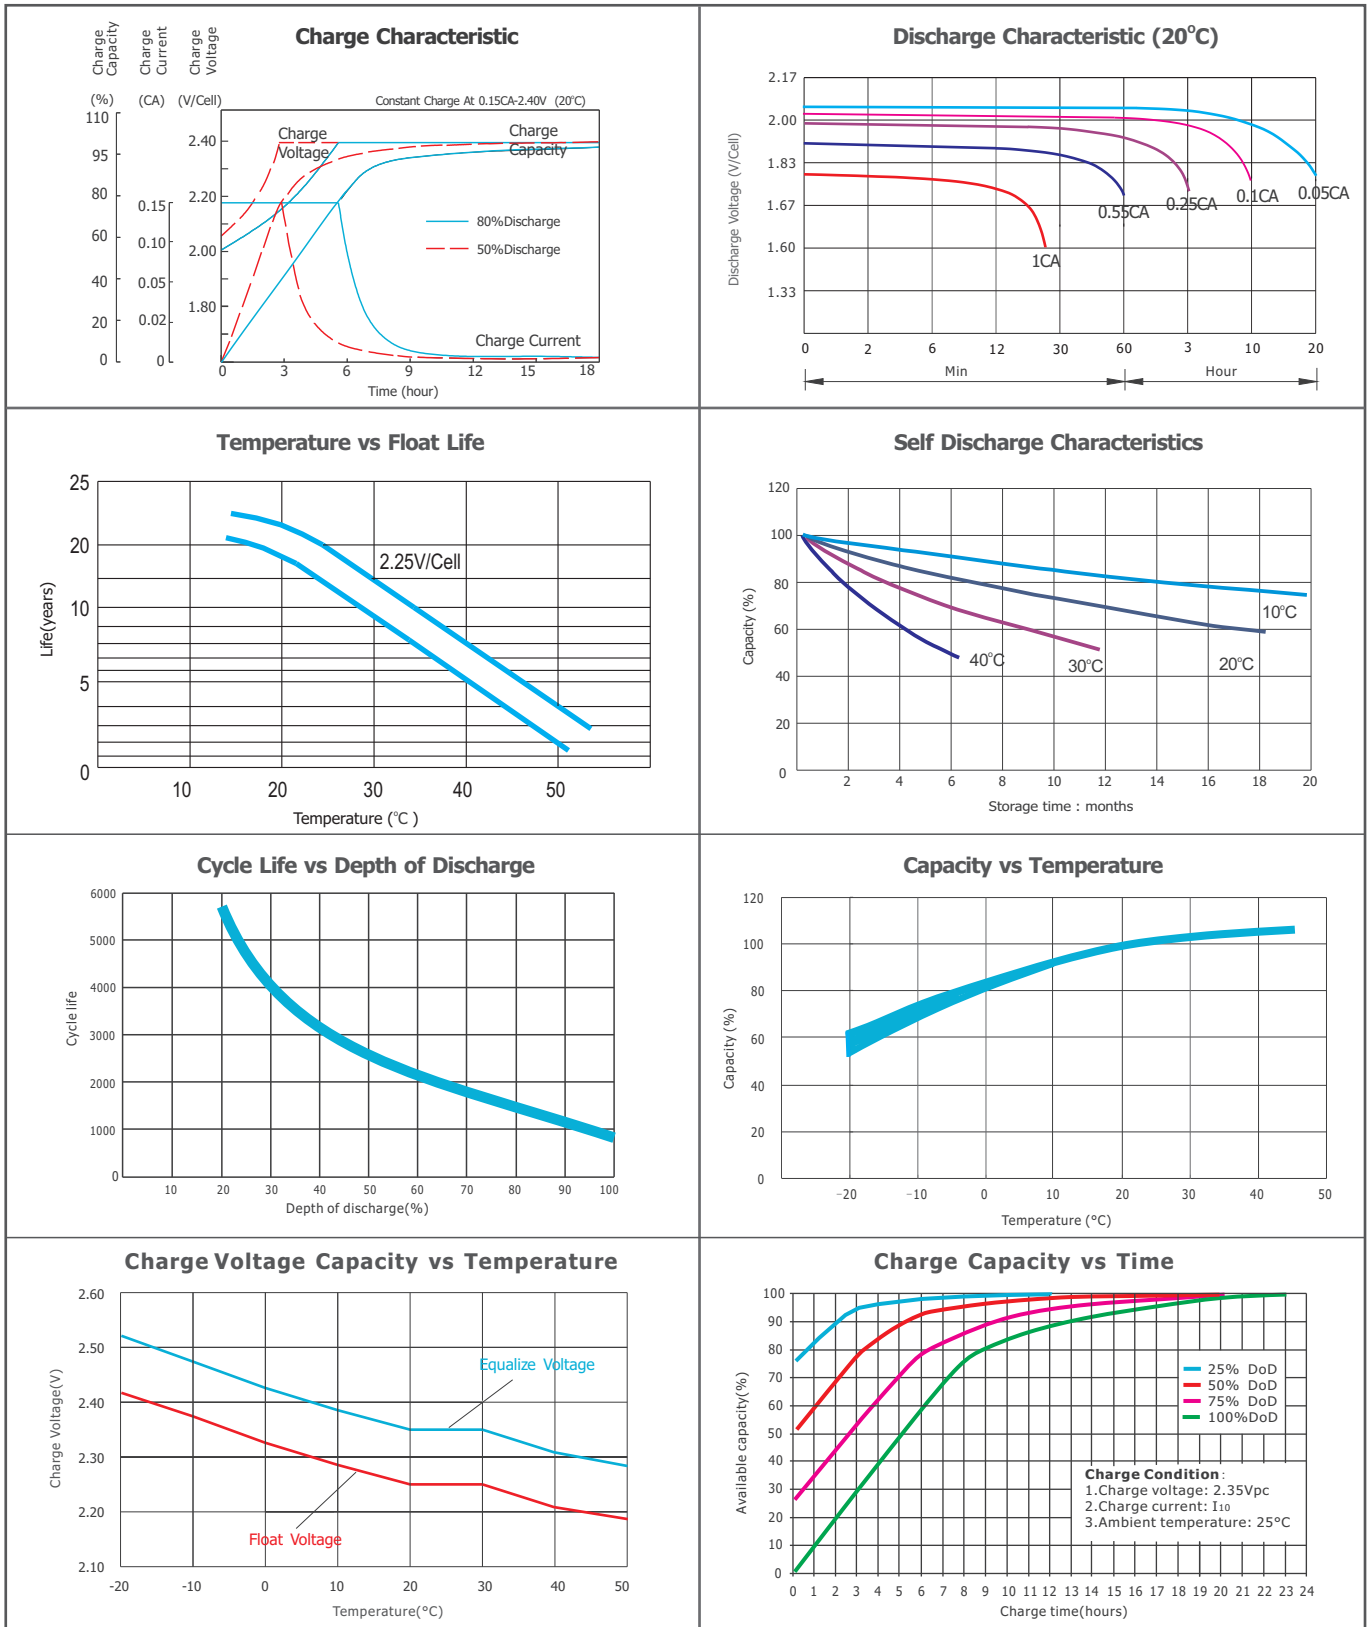 Charge Characteristic
Charge
Capacity
Charge
Current
Charge
Voltage
(%)
(CA)
(V/Cell)
Constant Charge At 0.15CA-2.40V (20°C)
110
95
80
60
40
20
0
0.15
0.10
0.05
0.02
0
2.40
2.20
2.00
1.80
Charge
Voltage
Charge
Capacity
80%Discharge
50%Discharge
Charge Current
0 3 6 9 12 15 18
Time (hour)
Discharge Characteristic (20°C)
Discharge Voltage (V/Cell)
2.17
2.00
1.83
1.67
1.60
1.33
1CA
0.55CA
0.25CA
0.1CA
0.05CA
0 2 6 12 30 60 3 10 20
Min
Hour
Temperature vs Float Life
Life(years)
25
20
10
5
0
2.25V/Cell
10 20 30 40 50
Temperature (°C )
Self Discharge Characteristics
Capacity (%)
120
100
80
60
40
20
0
40°C
30°C
20°C
10°C
2 4 6 8 10 12 14 16 18 20
Storage time : months
Cycle Life vs Depth of Discharge
Cycle life
6000
5000
4000
3000
2000
1000
0
10 20 30 40 50 60 70 80 90 100
Depth of discharge(%)
Capacity vs Temperature
Capacity (%)
120
100
80
60
40
20
0
-20 -10 0 10 20 30 40 50
Temperature (°C)
Charge Voltage Capacity vs Temperature
Charge Voltage(V)
2.60
2.50
2.40
2.30
2.20
2.10
Equalize Voltage
Float Voltage
-20 -10 0 10 20 30 40 50
Temperature(°C)
Charge Capacity vs Time
Available capacity(%)
100
90
80
70
60
50
40
30
20
10
0
25% DoD
50% DoD
75% DoD
100%DoD
Charge Condition:
1.Charge voltage: 2.35Vpc
2.Charge current: I10
3.Ambient temperature: 25°C
0 1 2 3 4 5 6 7 8 9 10 11 12 13 14 15 16 17 18 19 20 21 22 23 24
Charge time(hours)